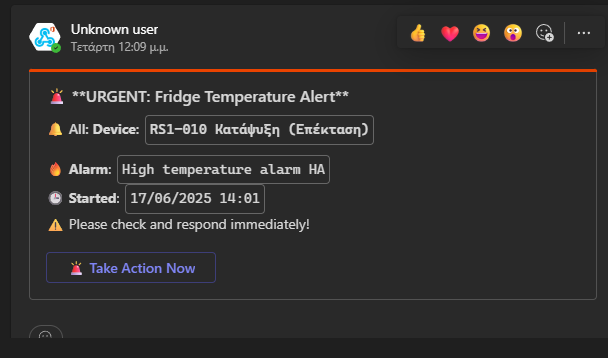 Unknown user
Τετάρτη 12:09 μ.μ.
🚨 **URGENT: Fridge Temperature Alert**
🔔 All: Device: RS1-010 Κατάψυξη (Επέκταση)
🔥 Alarm: High temperature alarm HA
🕒 Started: 17/06/2025 14:01
⚠️ Please check and respond immediately!
🚨 Take Action Now